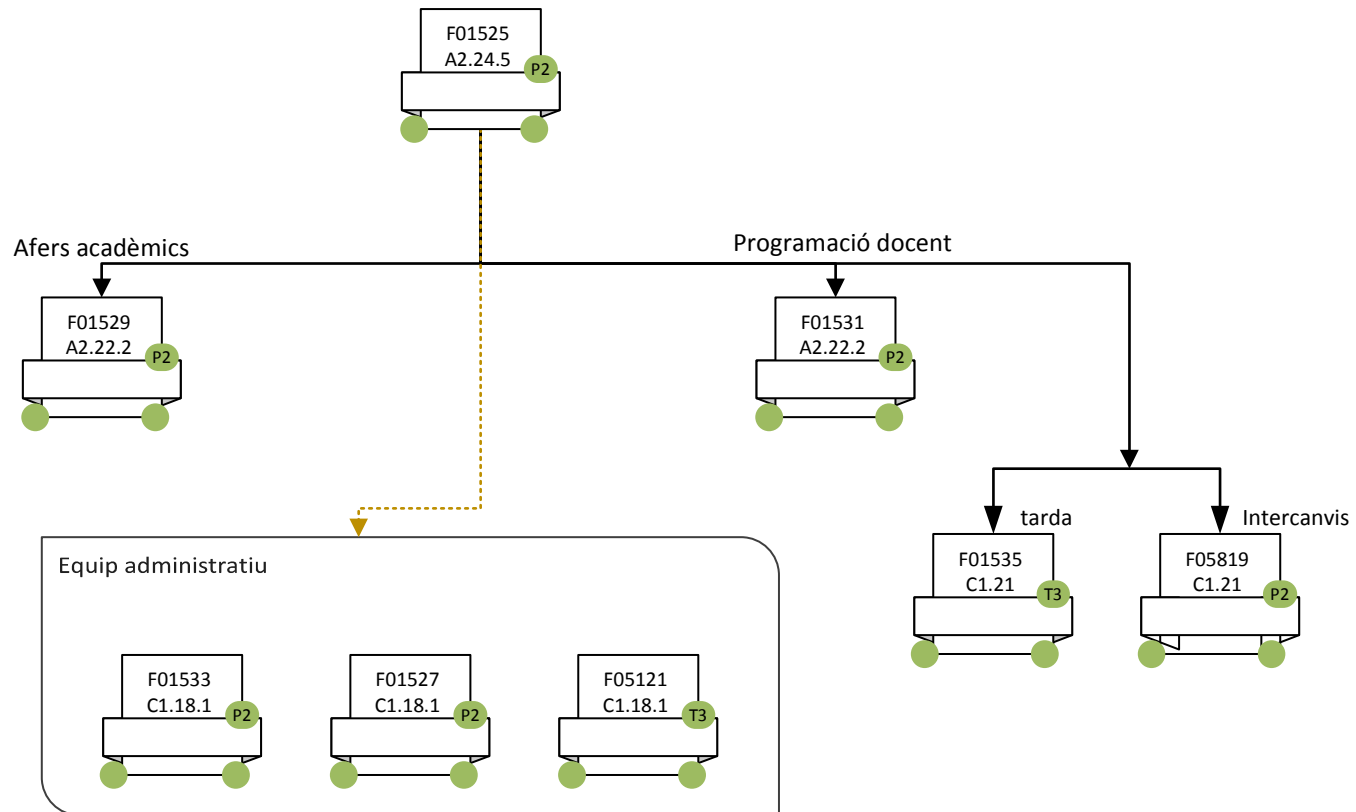 F01525
A2.24.5
P2
Afers acadèmics
Programació docent
F01529
A2.22.2
P2
F01531
A2.22.2
P2
tarda
Intercanvis
F01535
C1.21
T3
F05819
C1.21
P2
Equip administratiu
F01533
C1.18.1
P2
F01527
C1.18.1
P2
F05121
C1.18.1
T3